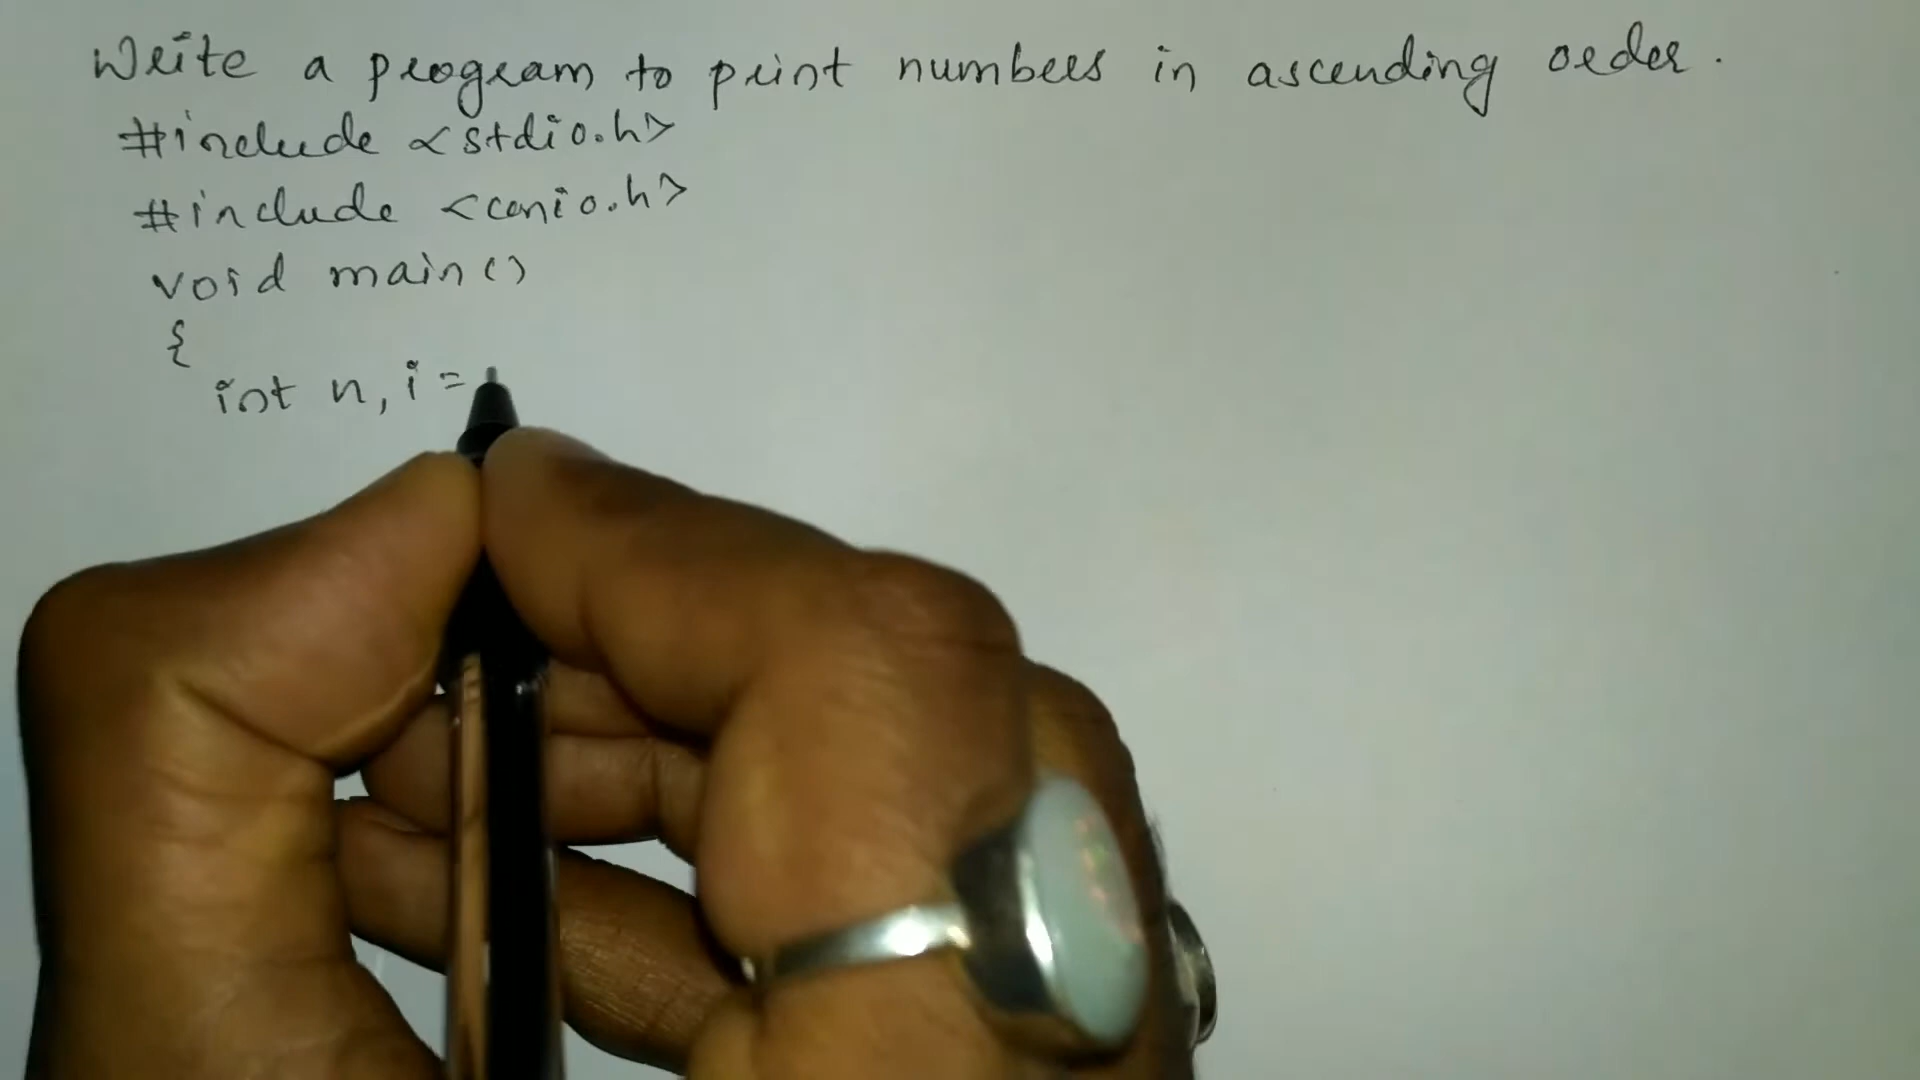 Write a program to print numbers in ascending order.
#include <stdio.h>
#include <conio.h>
void main()
{
int n, i =